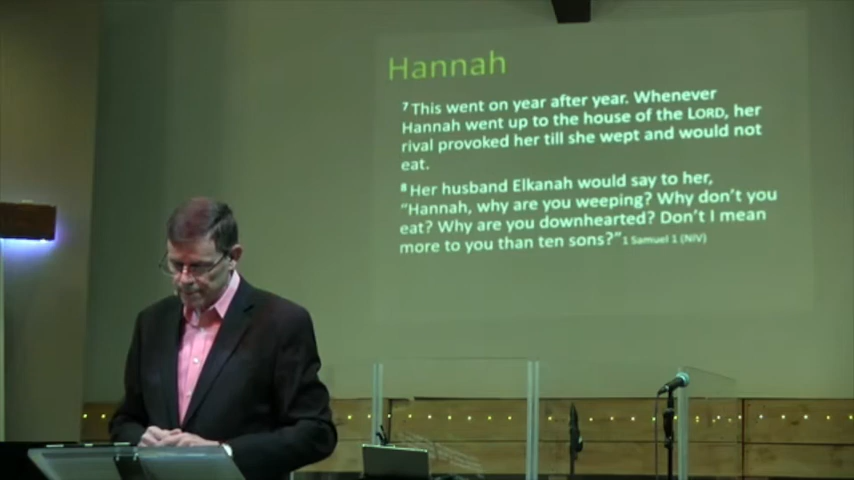 Hannah
7 This went on year after year. Whenever
Hannah went up to the house of the LORD, her
rival provoked her till she wept and would not
eat.
8 Her husband Elkanah would say to her,
“Hannah, why are you weeping? Why don’t you
eat? Why are you downhearted? Don’t I mean
more to you than ten sons?” 1 Samuel 1 (NIV)